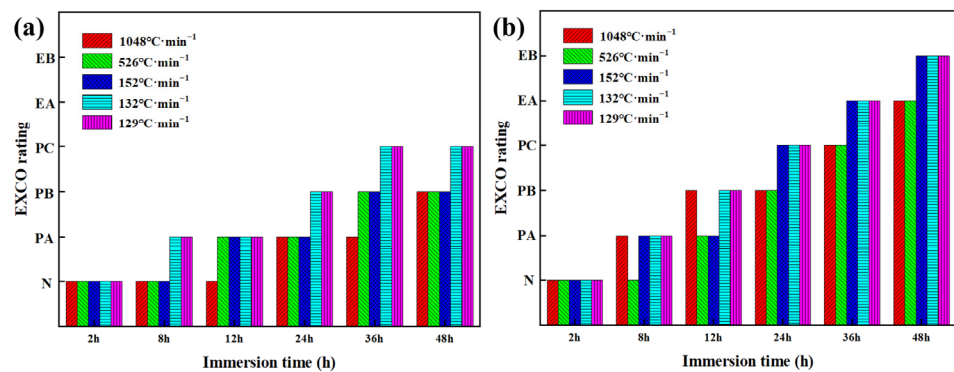 (a)
1048℃·min⁻¹
526℃·min⁻¹
152℃·min⁻¹
132℃·min⁻¹
129℃·min⁻¹
EXCO rating
EB
EA
PC
PB
PA
N
2h 8h 12h 24h 36h 48h
Immersion time (h)
(b)
1048℃·min⁻¹
526℃·min⁻¹
152℃·min⁻¹
132℃·min⁻¹
129℃·min⁻¹
EXCO rating
EB
EA
PC
PB
PA
N
2h 8h 12h 24h 36h 48h
Immersion time (h)